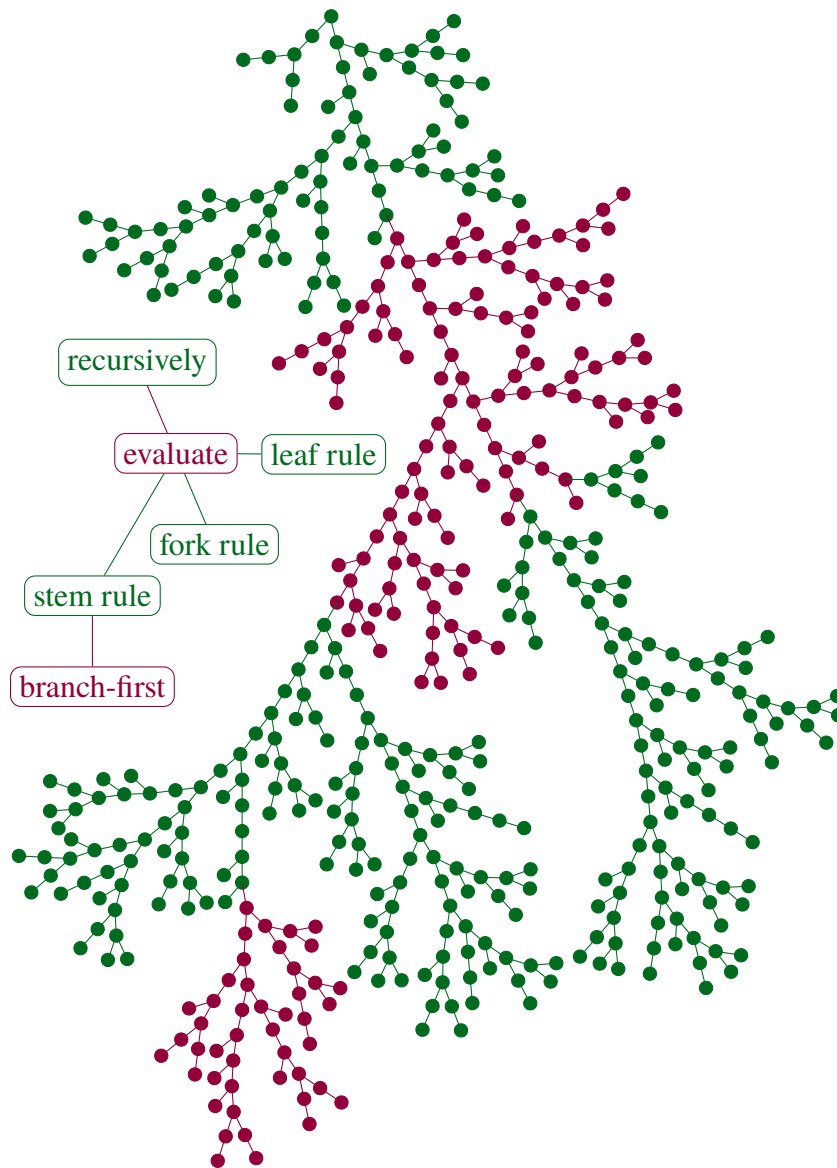 recursively
evaluate
leaf rule
fork rule
stem rule
branch-first